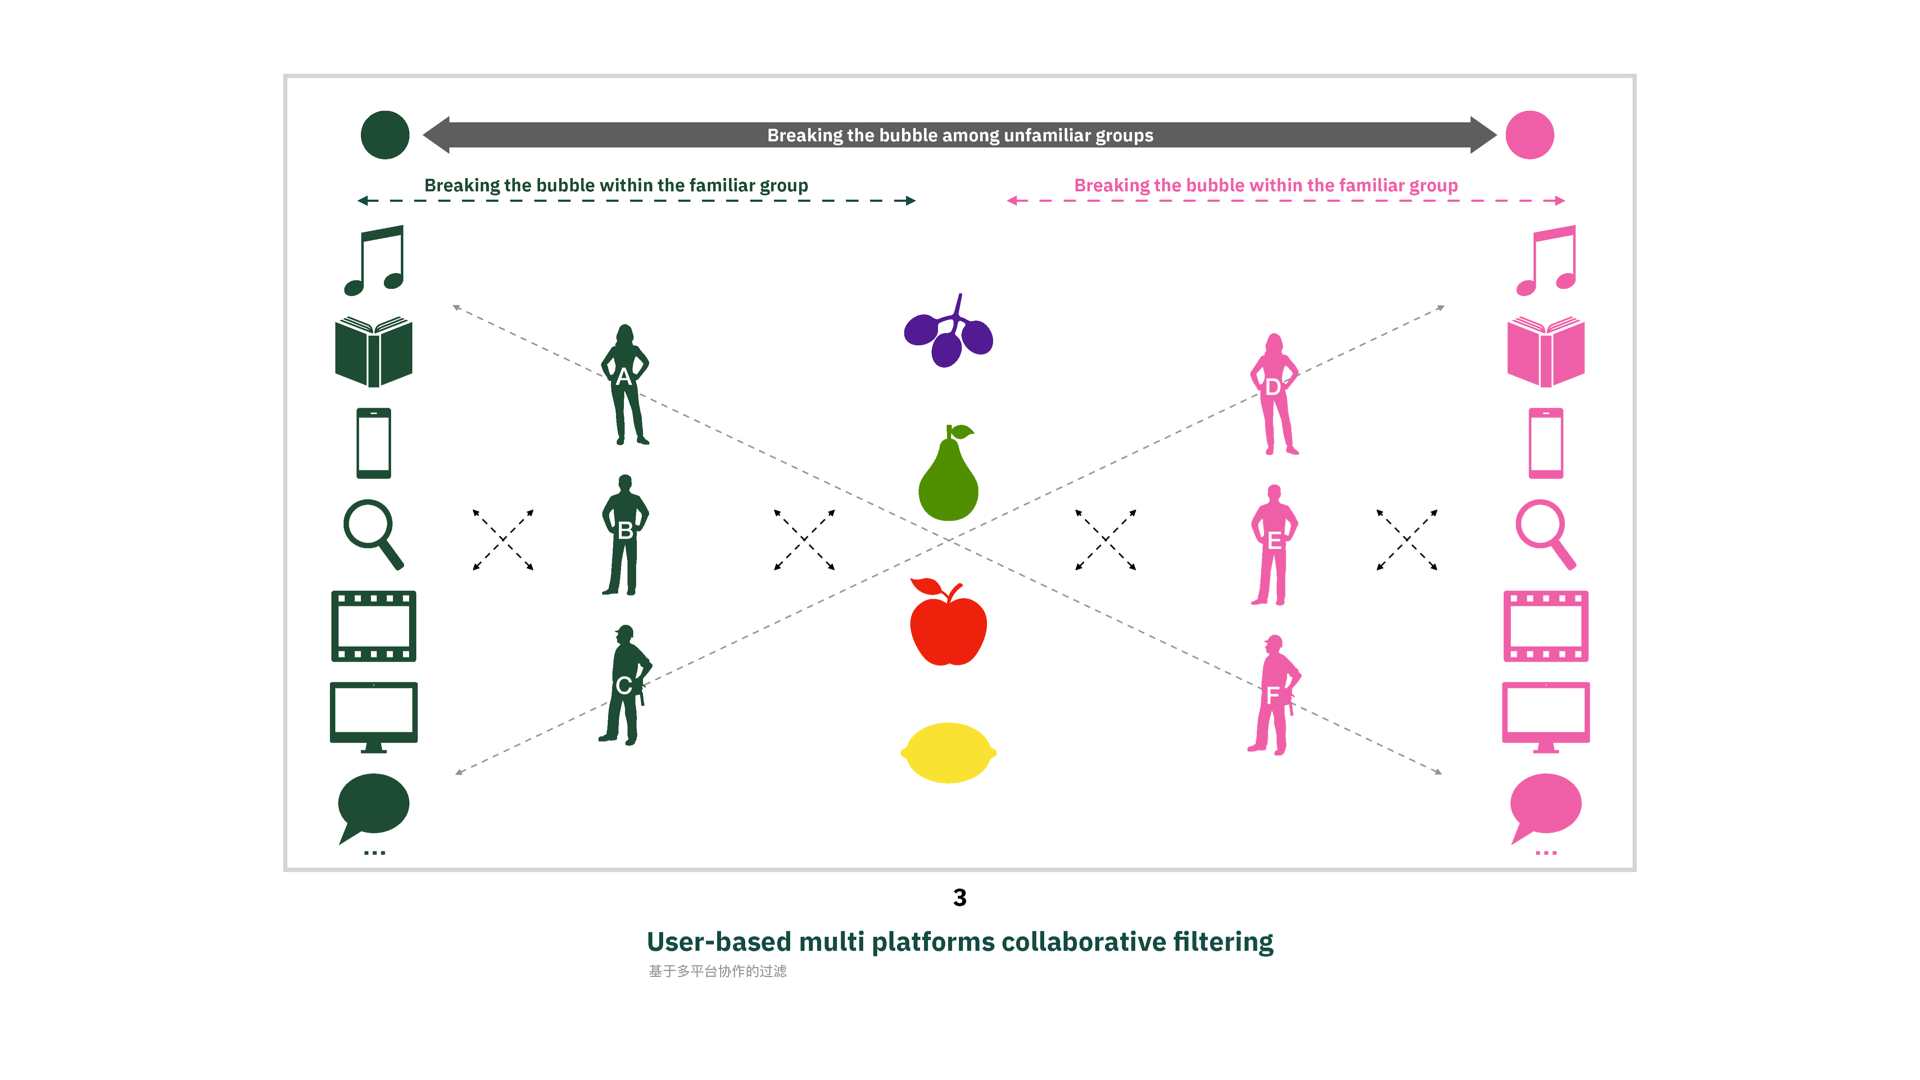 Breaking the bubble among unfamiliar groups
Breaking the bubble within the familiar group
Breaking the bubble within the familiar group
A
D
B
E
C
F
...
...
3
User-based multi platforms collaborative filtering
基于多平台协作的过滤